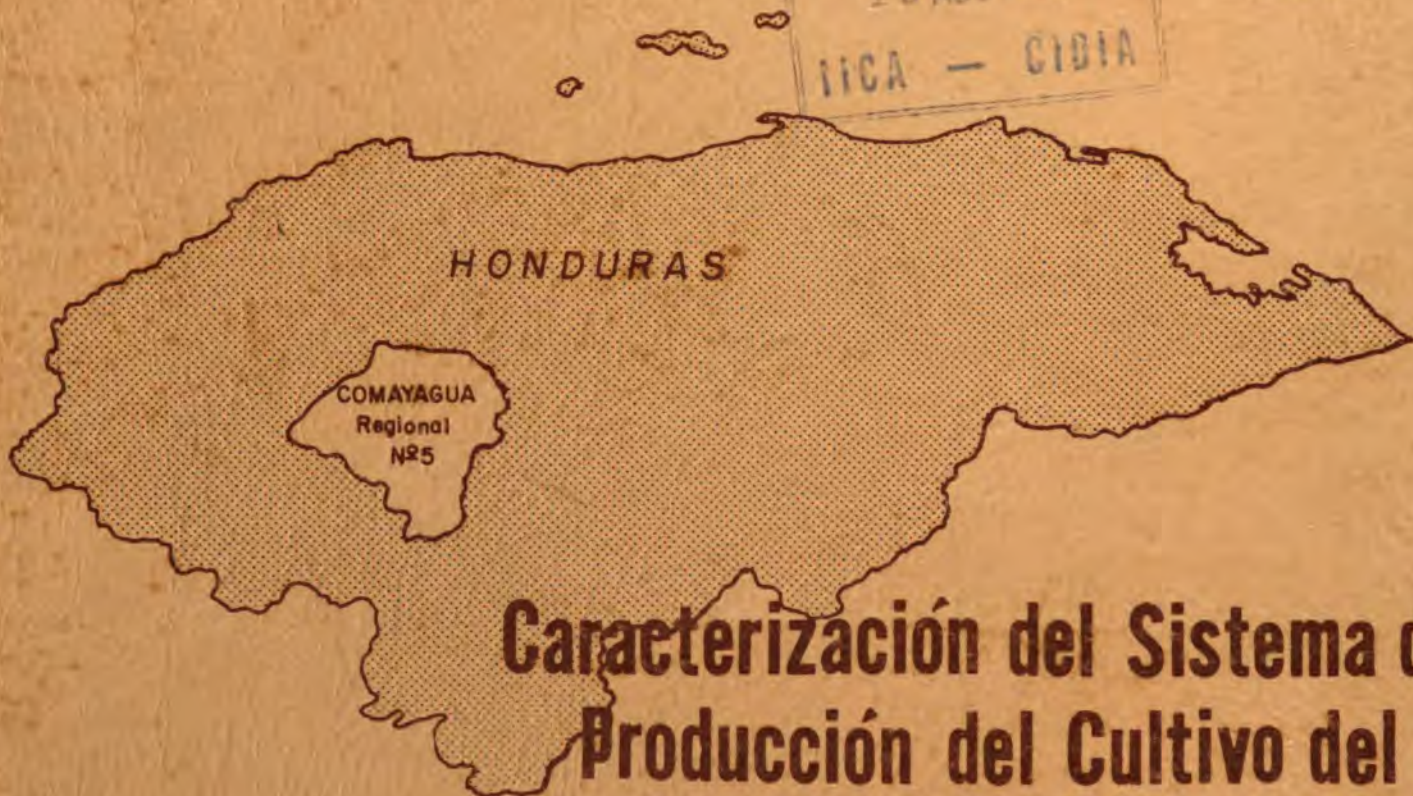 IICA — CIDIA
HONDURAS
COMAYAGUA
Regional
Nº5
Caracterización del Sistema
Producción del Cultivo del